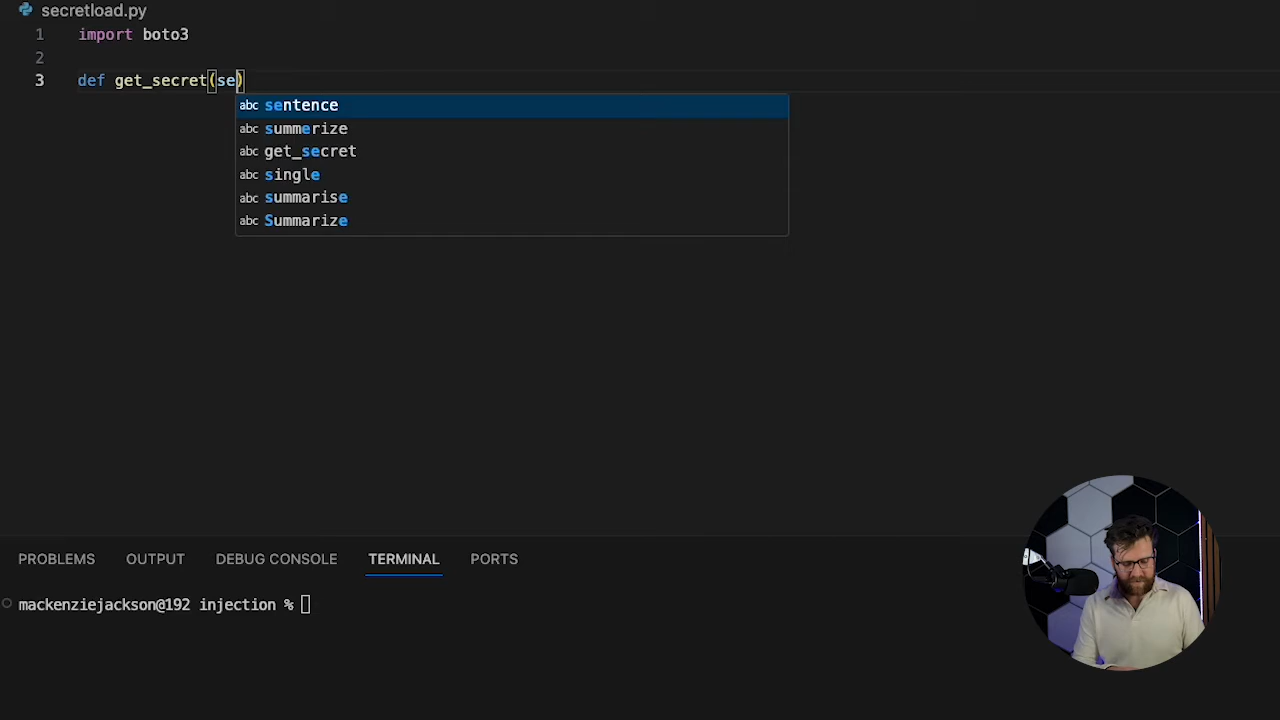 secretload.py
1 import boto3
2
3 def get_secret(se)
abc sentence
abc summerize
abc get_secret
abc single
abc summarise
abc Summarize
PROBLEMS OUTPUT DEBUG CONSOLE TERMINAL PORTS
mackenziejackson@192 injection %